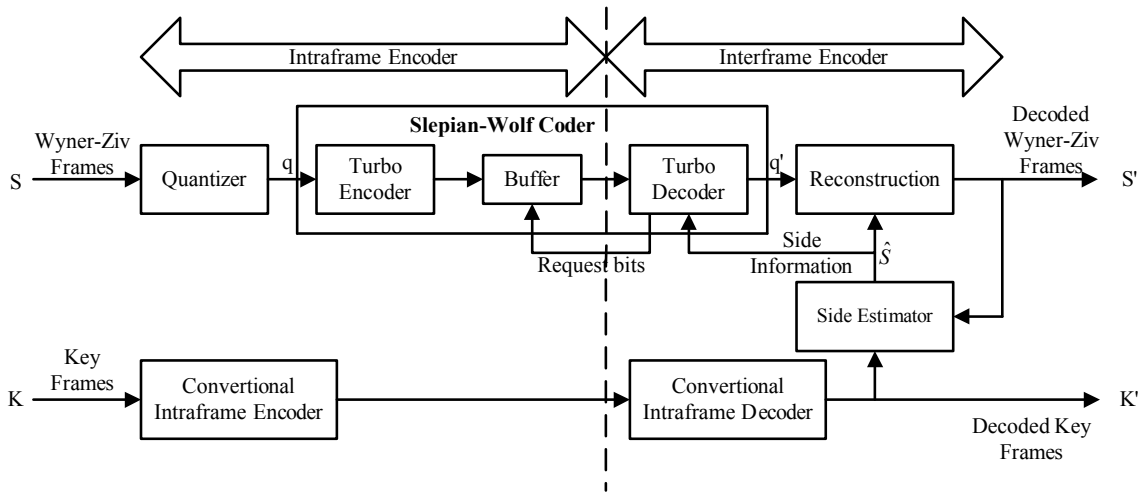 Intraframe Encoder
Interframe Encoder
Slepian-Wolf Coder
Wyner-Ziv
Frames
S
Quantizer
q
Turbo
Encoder
Buffer
Turbo
Decoder
q'
Reconstruction
Decoded
Wyner-Ziv
Frames
S'
Request bits
Side
Information
Ŝ
Side Estimator
Key
Frames
K
Convertional
Intraframe Encoder
Convertional
Intraframe Decoder
K'
Decoded Key
Frames